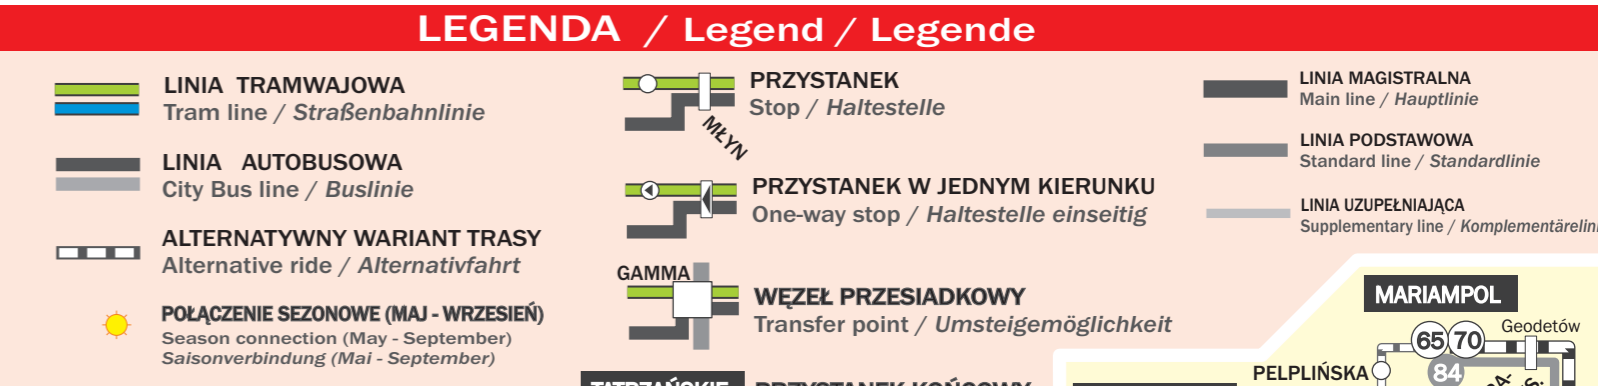 LEGENDA / Legend / Legende
LINIA TRAMWAJOWA
Tram line / Straßenbahnlinie
LINIA AUTOBUSOWA
City Bus line / Buslinie
ALTERNATYWNY WARIANT TRASY
Alternative ride / Alternativfahrt
POŁĄCZENIE SEZONOWE (MAJ - WRZESIEŃ)
Season connection (May - September)
Saisonverbindung (Mai - September)
PRZYSTANEK
Stop / Haltestelle
MŁYN
PRZYSTANEK W JEDNYM KIERUNKU
One-way stop / Haltestelle einseitig
GAMMA
WĘZEŁ PRZESIADKOWY
Transfer point / Umsteigemöglichkeit
TATRZAŃSKIE PRZYSTANEK KOŃCOWY
LINIA MAGISTRALNA
Main line / Hauptlinie
LINIA PODSTAWOWA
Standard line / Standardlinie
LINIA UZUPEŁNIAJĄCA
Supplementary line /
MARIAMPOL
65 70 Geodetów
PELPLIŃSKA
84